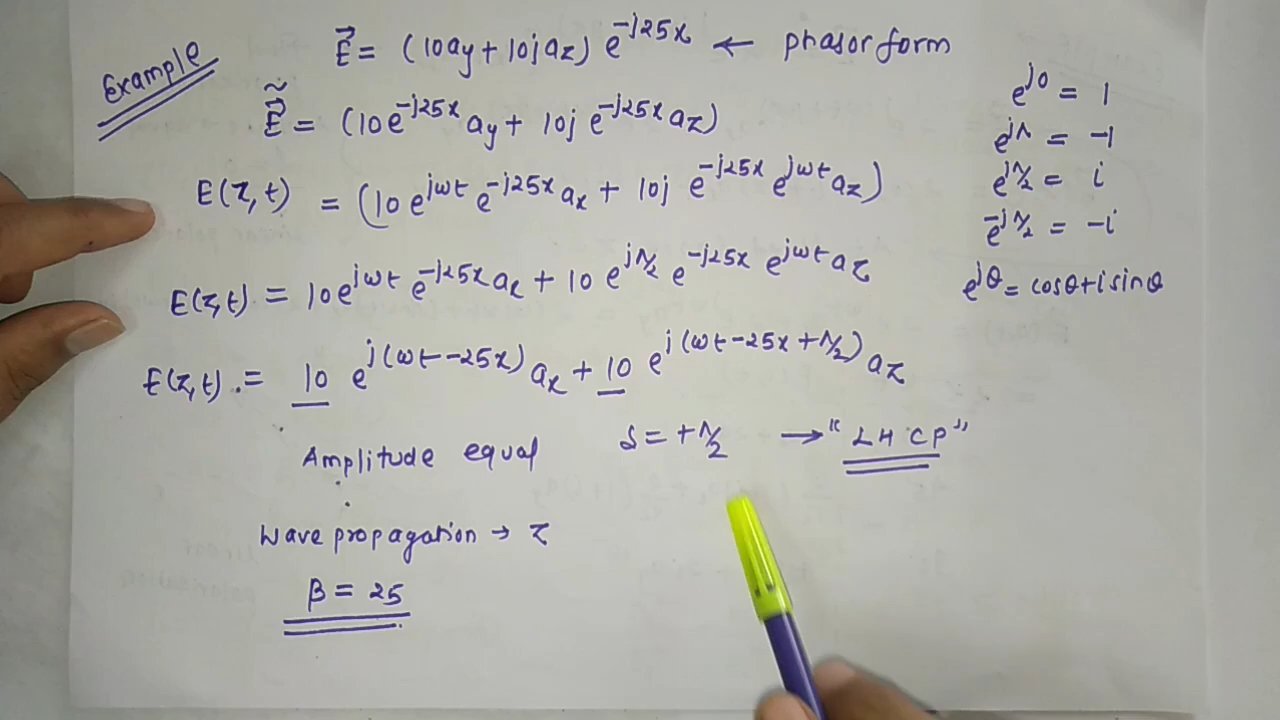 Example
E⃗ = (10ay + 10j az) e^-j25x ← phasor form
Ẽ⃗ = (10e^-j25x ay + 10j e^-j25x az)
E(z,t) = (10 e^jωt e^-j25x ax + 10j e^-j25x e^jωt az)
E(z,t) = 10e^jωt e^-j25x ax + 10 e^jπ/2 e^-j25x e^jωt az
E(z,t) = 10 e^j(ωt-25x) ax + 10 e^j(ωt-25x+π/2) az
Amplitude equal
δ = +π/2 → "LHCP"
Wave propagation → z
β = 25
e^j0 = 1
e^jπ = -1
e^jπ/2 = i
e^-jπ/2 = -i
e^jθ = cosθ+i sinθ